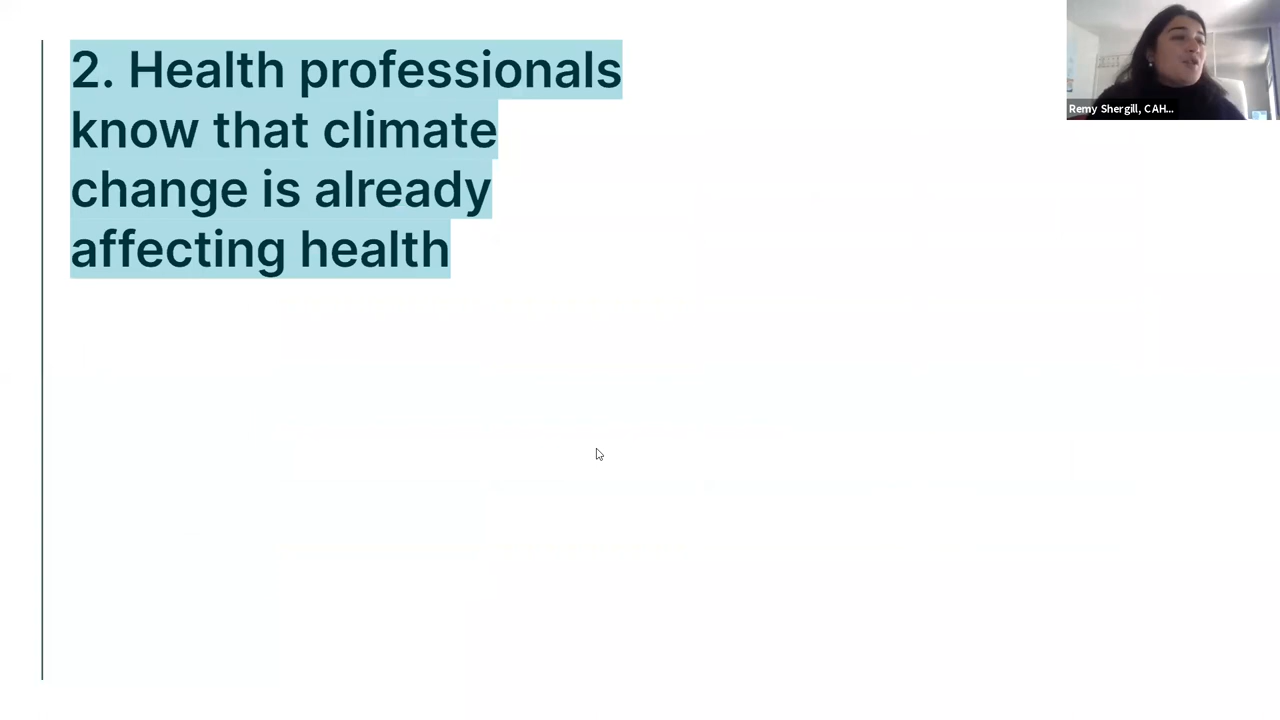 2. Health professionals
know that climate
change is already
affecting health
Remy Shergill, CAH...